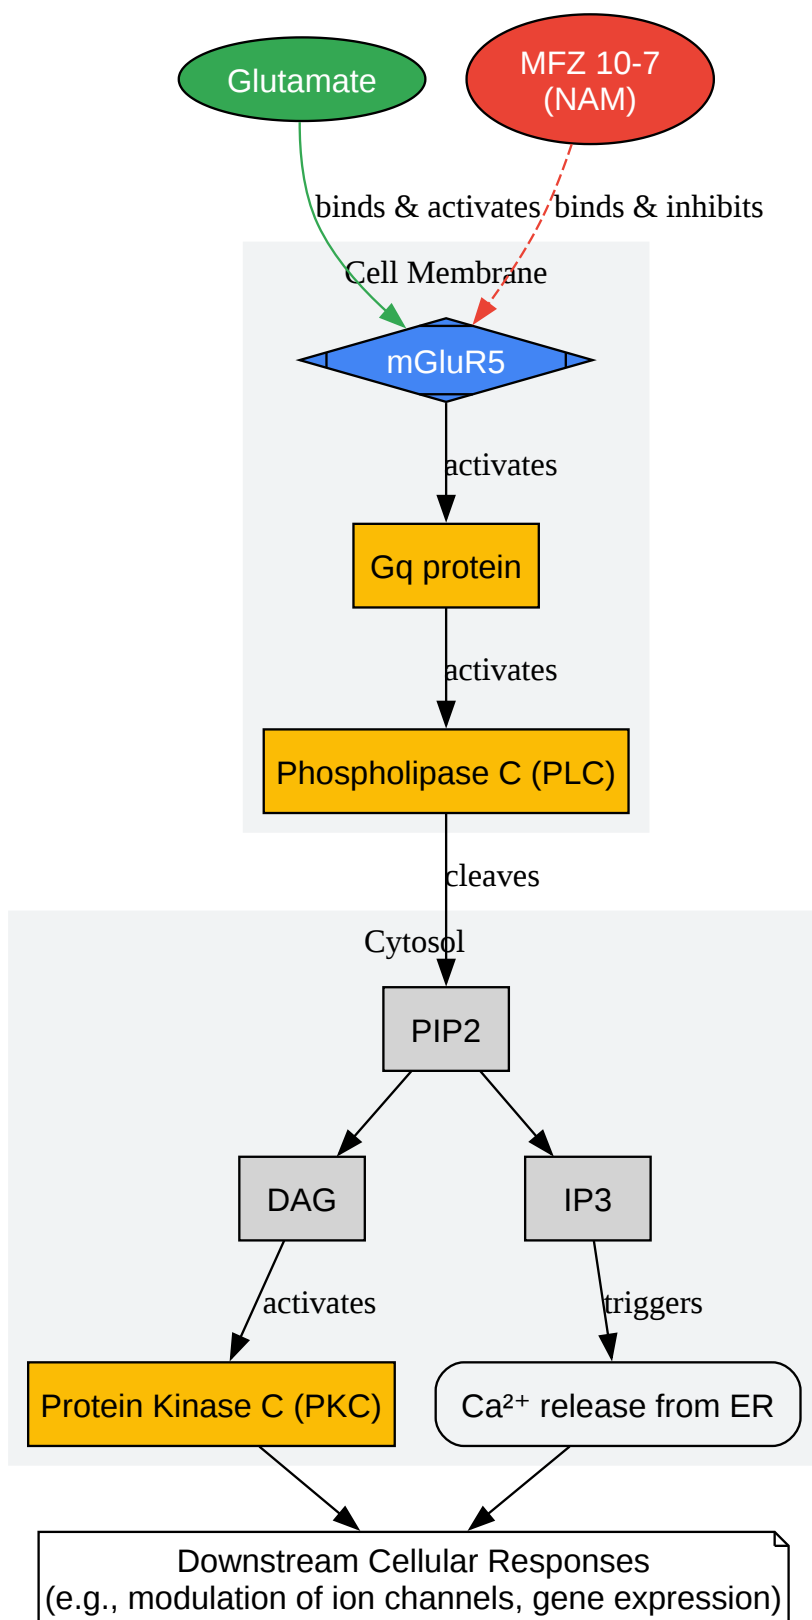 Glutamate
MFZ 10-7
(NAM)
binds & activates
binds & inhibits
Cell Membrane
mGluR5
activates
Gq protein
activates
Phospholipase C (PLC)
cleaves
Cytosol
PIP2
DAG
IP3
activates
triggers
Protein Kinase C (PKC)
Ca²⁺ release from ER
Downstream Cellular Responses
(e.g., modulation of ion channels, gene expression)